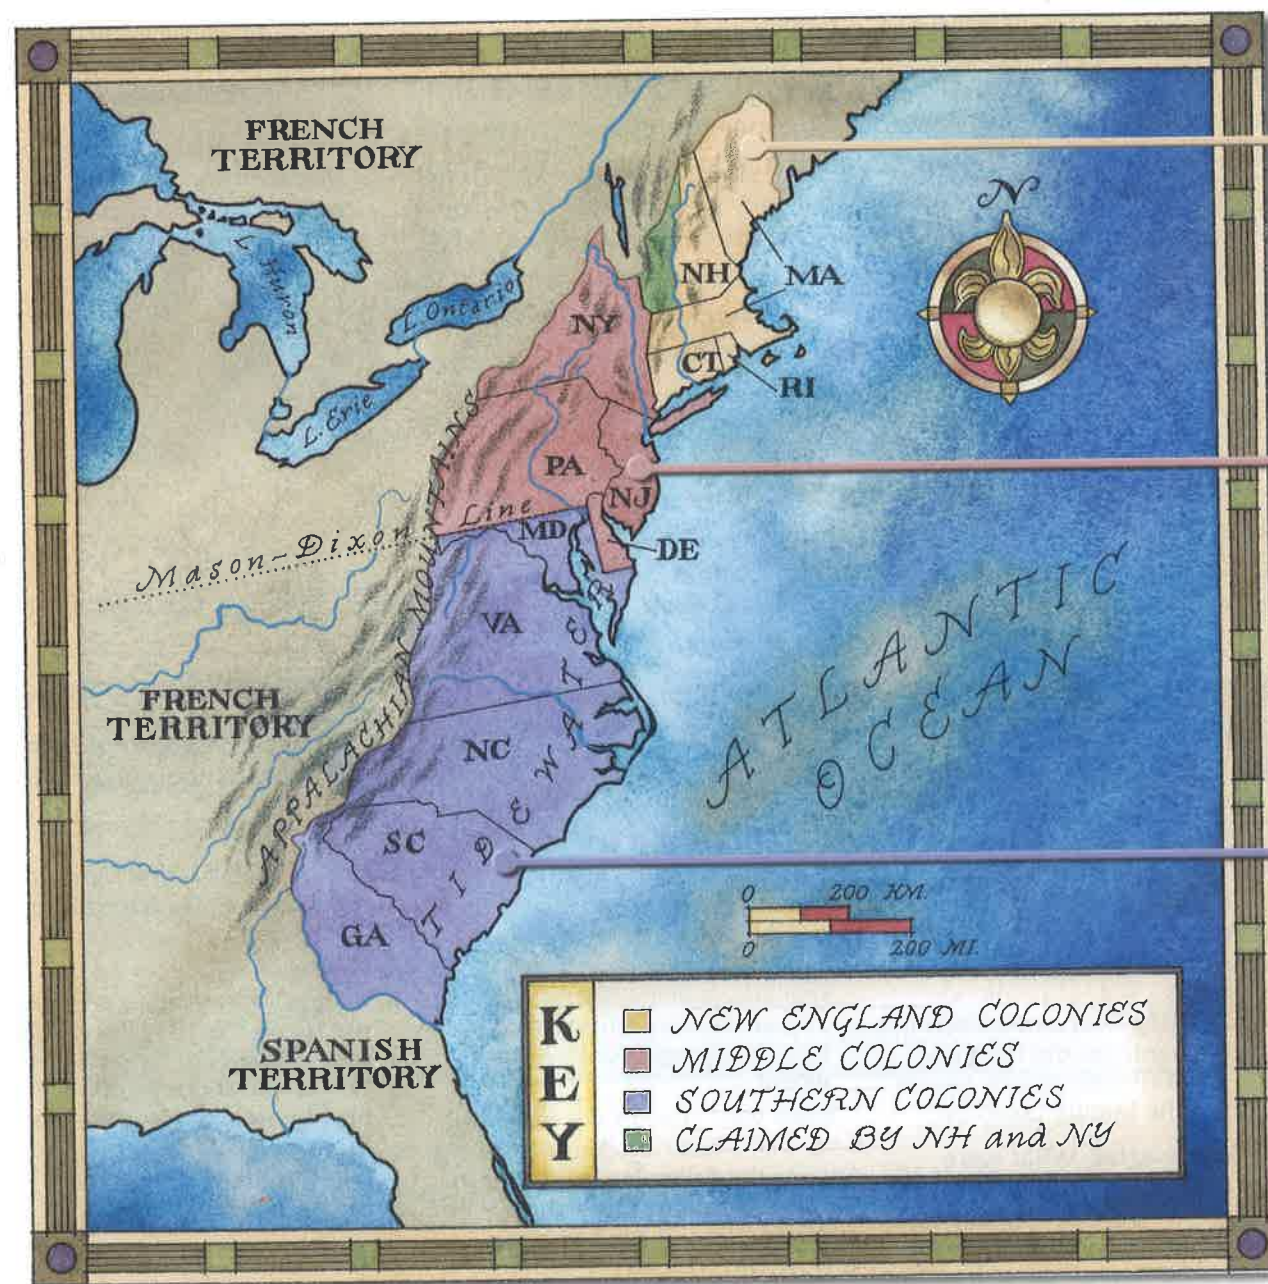 FRENCH
TERRITORY
N
L. Huron
L. Ontario
L. Erie
NH
MA
NY
CT
RI
PA
NJ
Mason-Dixon Line
MD
DE
APPALACHIAN MOUNTAINS
VA
FRENCH
TERRITORY
NC
SC
GA
TIDEWATER
ATLANTIC
OCEAN
0 200 KM.
0 200 MI.
SPANISH
TERRITORY
KEY
NEW ENGLAND COLONIES
MIDDLE COLONIES
SOUTHERN COLONIES
CLAIMED BY NH and NY